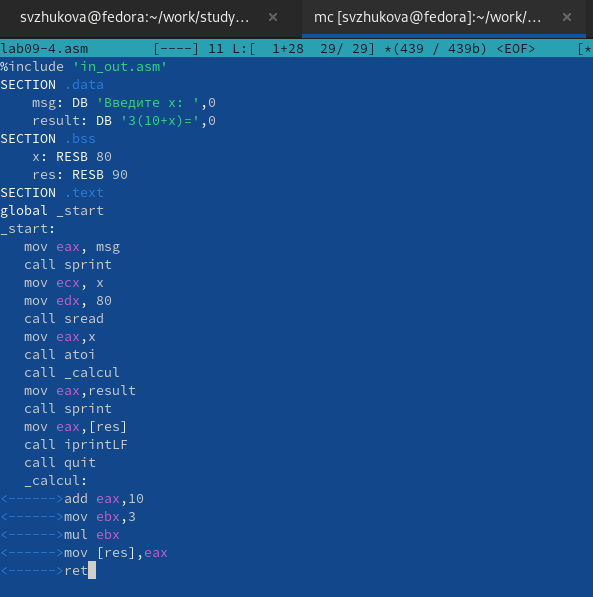 svzhukova@fedora:~/work/study... × mc [svzhukova@fedora]:~/work/... ×
lab09-4.asm [----] 11 L:[ 1+28 29/ 29] *(439 / 439b) <EOF> [*
%include 'in_out.asm'
SECTION .data
msg: DB 'Введите x: ',0
result: DB '3(10+x)=',0
SECTION .bss
x: RESB 80
res: RESB 90
SECTION .text
global _start
_start:
mov eax, msg
call sprint
mov ecx, x
mov edx, 80
call sread
mov eax,x
call atoi
call _calcul
mov eax,result
call sprint
mov eax,[res]
call iprintLF
call quit
_calcul:
<------>add eax,10
<------>mov ebx,3
<------>mul ebx
<------>mov [res],eax
<------>ret